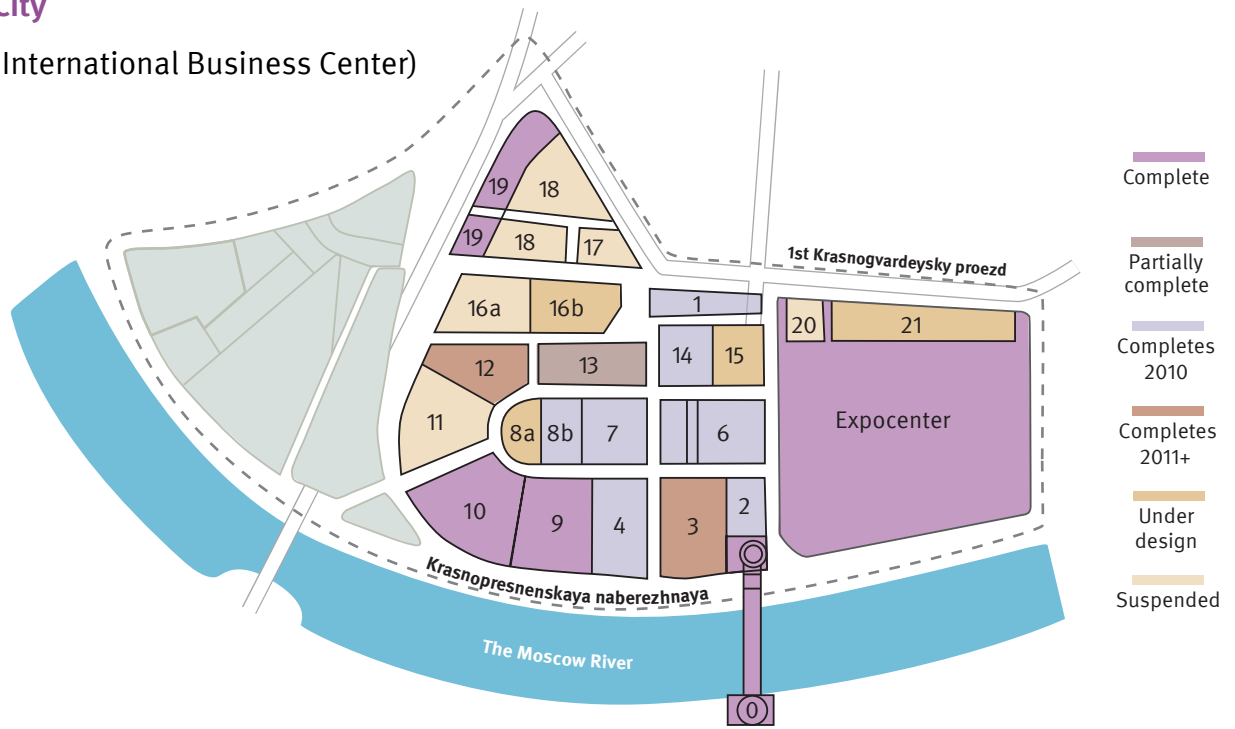 City
International Business Center)
19
18
19
18
17
1st Krasnogvardeysky proezd
16a
16b
1
20
21
12
13
14
15
11
8a
8b
7
6
Expocenter
10
9
4
3
2
Krasnopresnenskaya naberezhnaya
The Moscow River
0
Complete
Partially
complete
Completes
2010
Completes
2011+
Under
design
Suspended